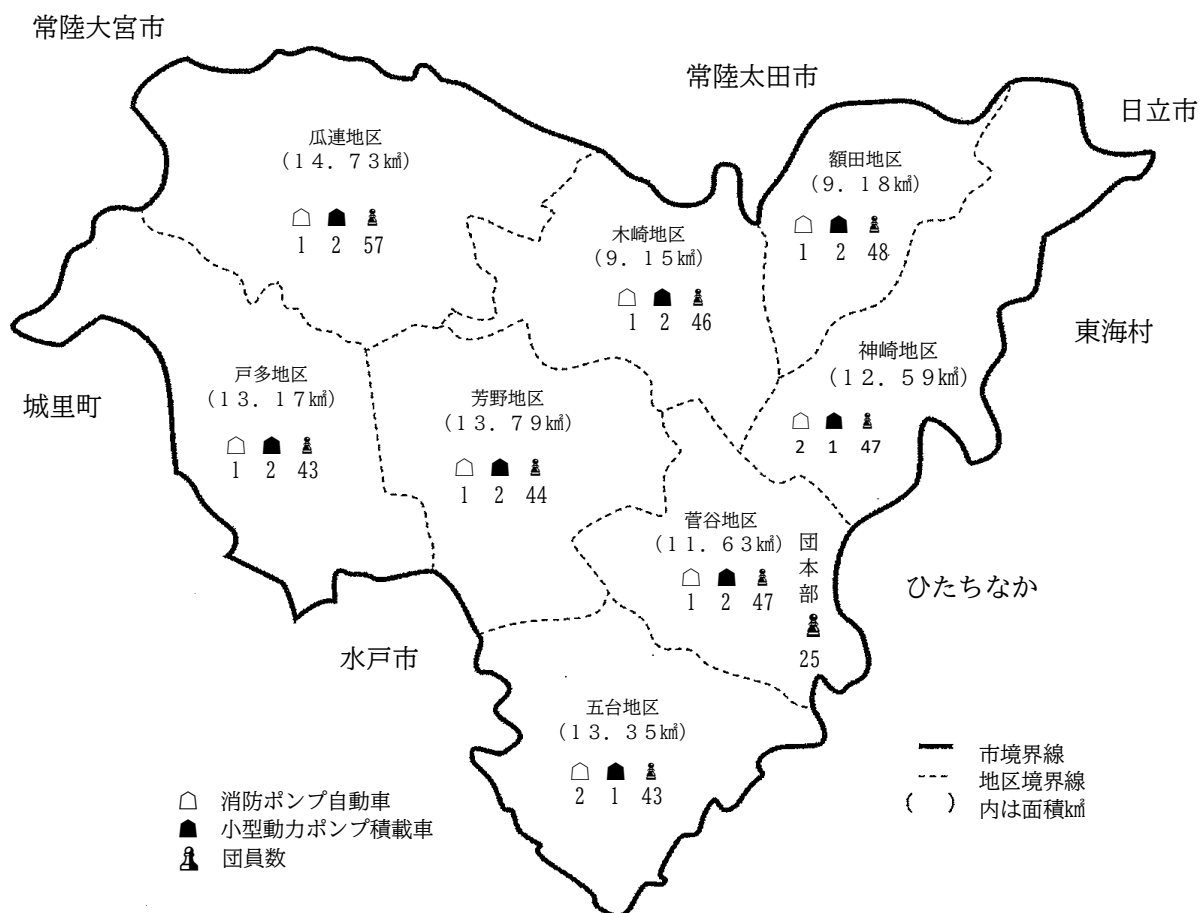 常陸大宮市
常陸太田市
日立市
瓜連地区
(14.73㎢)
1 2 57
額田地区
(9.18㎢)
1 2 48
木崎地区
(9.15㎢)
1 2 46
東海村
神崎地区
(12.59㎢)
2 1 47
戸多地区
(13.17㎢)
1 2 43
城里町
芳野地区
(13.79㎢)
1 2 44
菅谷地区
(11.63㎢)
1 2 47
団本部
25
ひたちなか
水戸市
五台地区
(13.35㎢)
2 1 43
消防ポンプ自動車
小型動力ポンプ積載車
団員数
市境界線
地区境界線
( ) 内は面積㎢